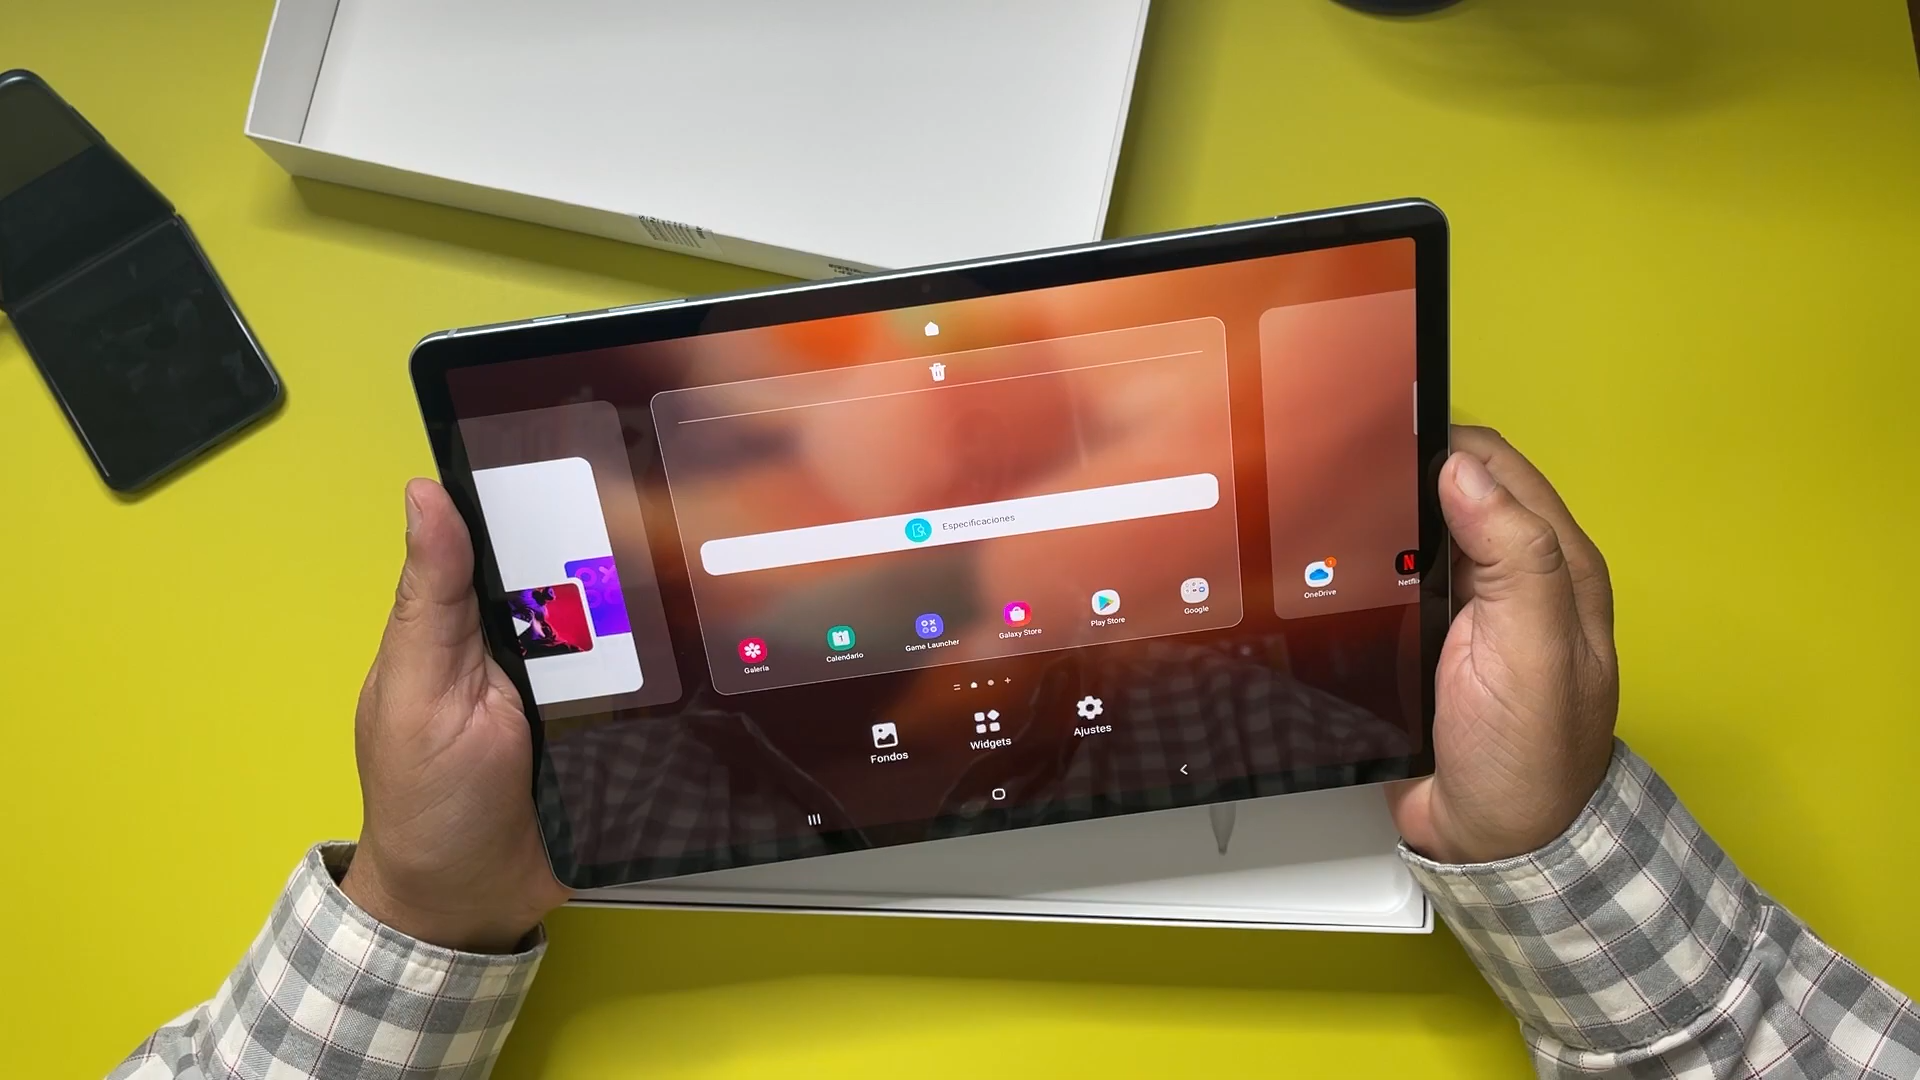 Especificaciones
Galería
Calendario
Game Launcher
Galaxy Store
Play Store
Google
OneDrive
Netflix
Fondos
Widgets
Ajustes